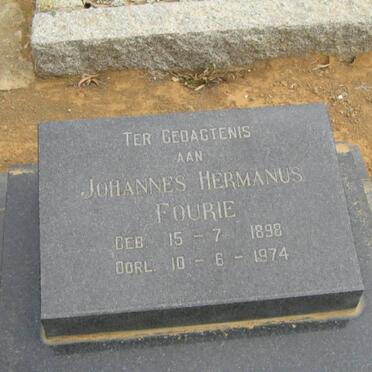 TER GEDAGTENIS
AAN
JOHANNES HERMANUS
FOURIE
GEB. 15 - 7 1898
OORL. 10 - 6 - 1974